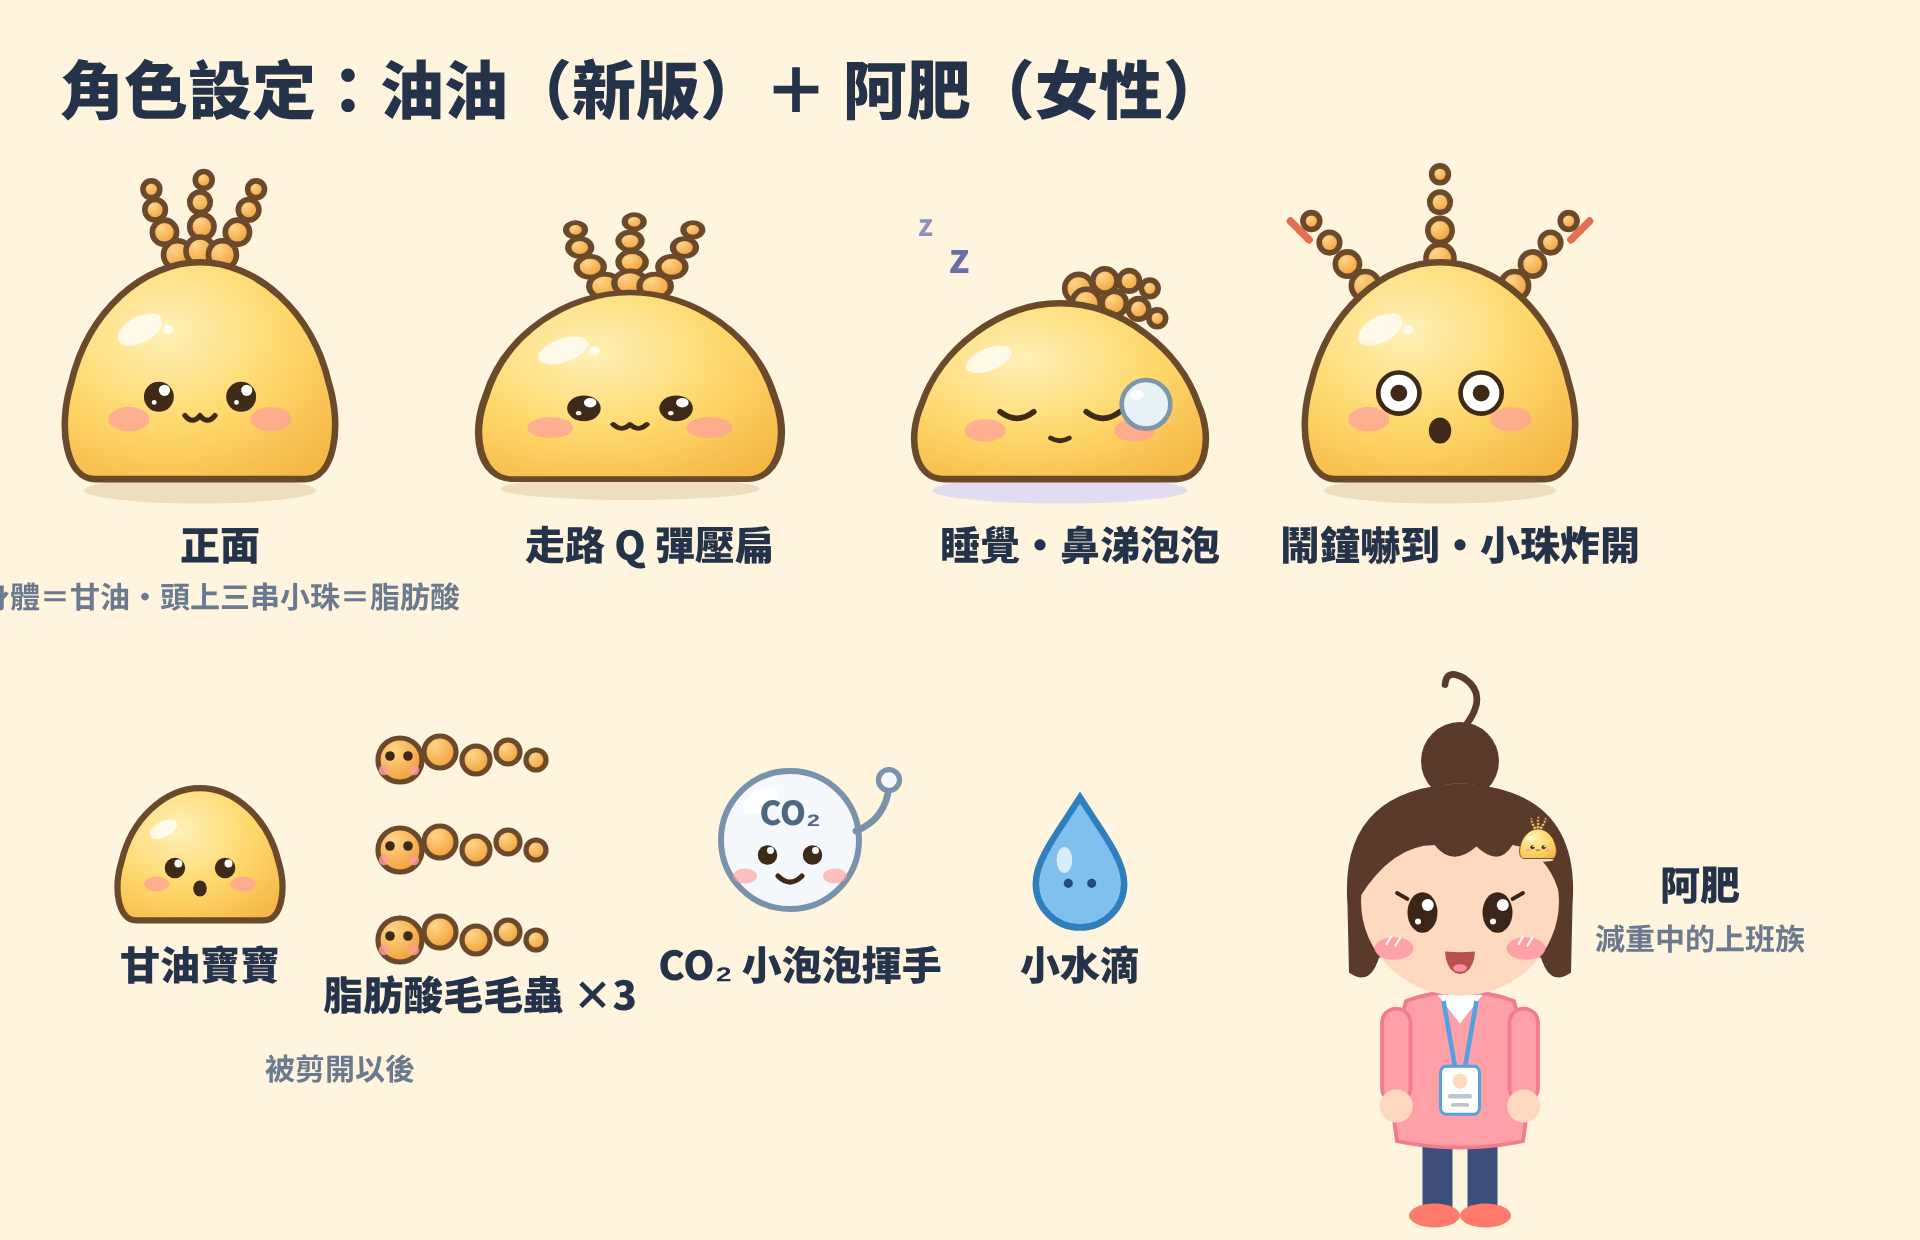 角色設定：油油（新版）＋ 阿肥（女性）
z
z
正面
走路 Q 彈壓扁
睡覺・鼻涕泡泡
鬧鐘嚇到・小珠炸開
體＝甘油・頭上三串小珠＝脂肪酸
CO₂
阿肥
減重中的上班族
甘油寶寶
脂肪酸毛毛蟲 ×3
CO₂ 小泡泡揮手
小水滴
被剪開以後